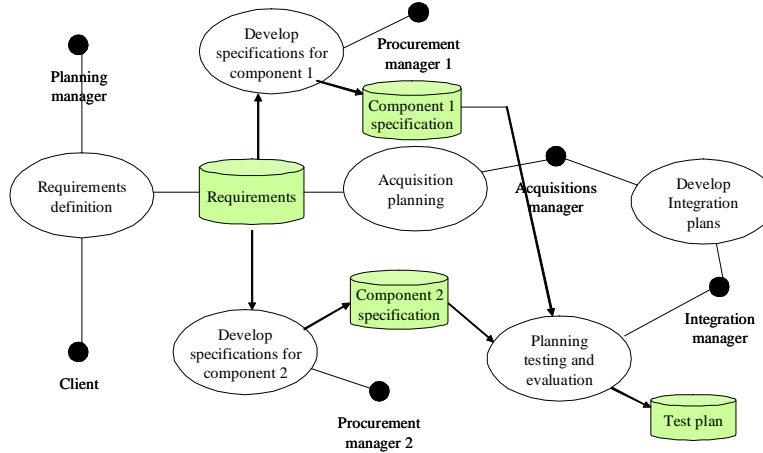 Develop
specifications for
component 1
Procurement
manager 1
Planning
manager
Component 1
specification
Requirements
definition
Requirements
Acquisition
planning
Acquisitions
manager
Develop
Integration
plans
Component 2
specification
Develop
specifications for
component 2
Planning
testing and
evaluation
Integration
manager
Client
Procurement
manager 2
Test plan